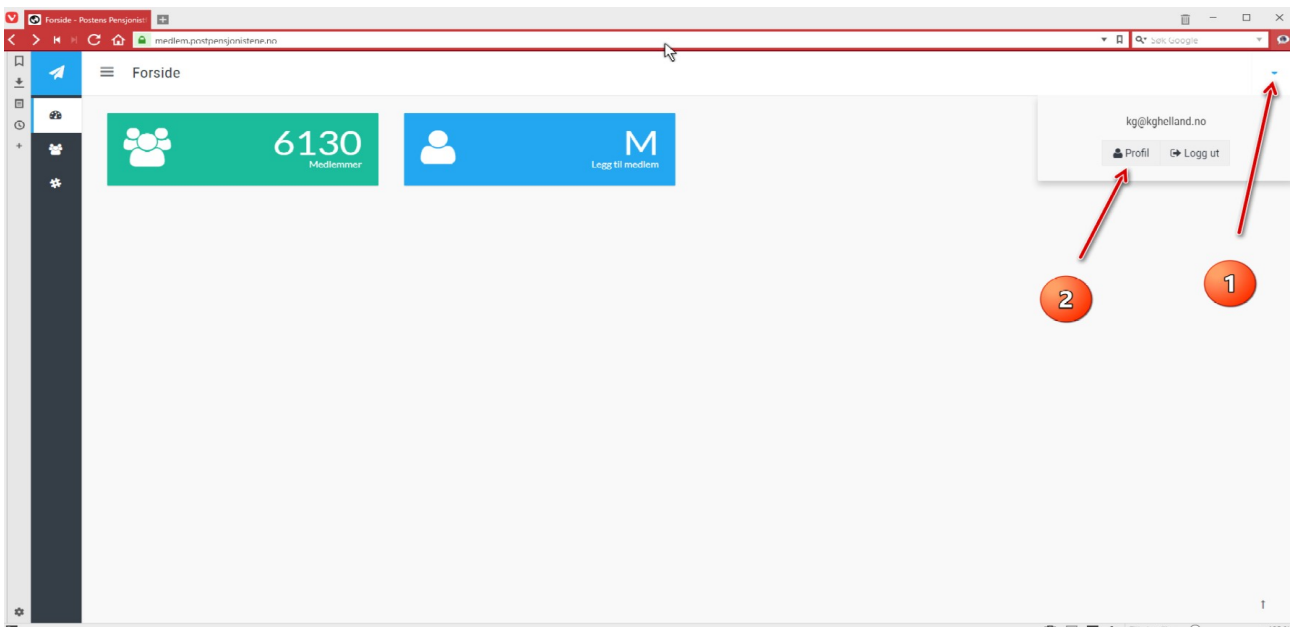 Forside - Postens Pensjonist
medlem.postpensjonistene.no
Søk Google
Forside
kg@kghelland.no
Profil
Logg ut
6130
Medlemmer
M
Legg til medlem
2
1